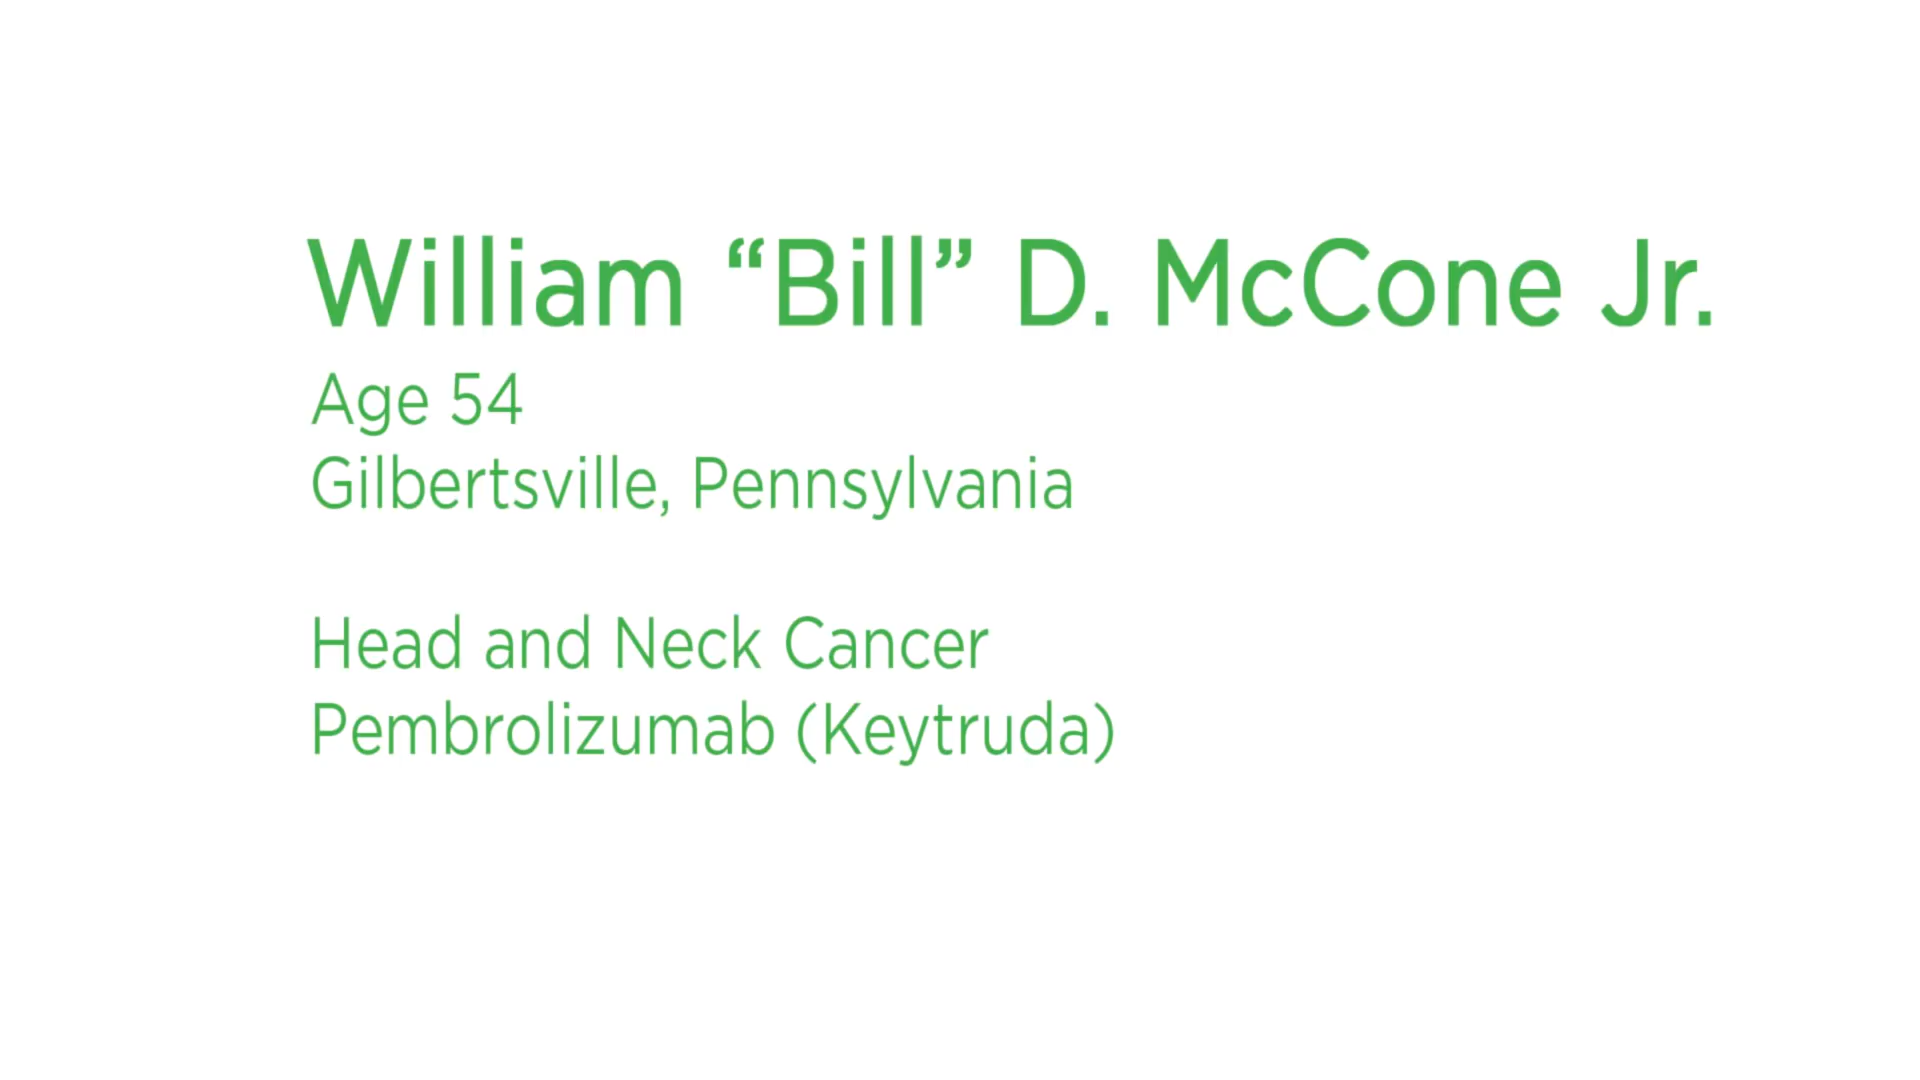 William “Bill” D. McCone Jr.
Age 54
Gilbertsville, Pennsylvania
Head and Neck Cancer
Pembrolizumab (Keytruda)